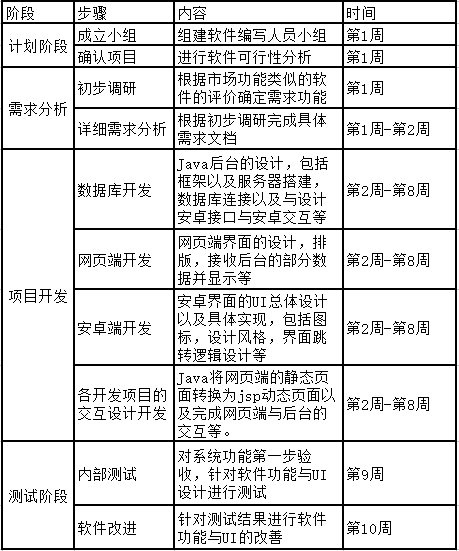 阶段 步骤 内容 时间
计划阶段 成立小组 组建软件编写人员小组 第1周
确认项目 进行软件可行性分析 第1周
需求分析 初步调研 根据市场功能类似的软
件的评价确定需求功能 第1周
详细需求分析 根据初步调研完成具体
需求文档 第1周-第2周
项目开发 数据库开发 Java后台的设计，包括
框架以及服务器搭建，
数据库连接以及与设计
安卓接口与安卓交互等 第2周-第8周
网页端开发 网页端界面的设计，排
版，接收后台的部分数
据并显示等 第2周-第8周
安卓端开发 安卓界面的UI总体设计
以及具体实现，包括图
标，设计风格，界面跳
转逻辑设计等 第2周-第8周
各开发项目的
交互设计开发 Java将网页端的静态页
面转换为jsp动态页面以
及完成网页端与后台的
交互等。 第2周-第8周
测试阶段 内部测试 对系统功能第一步验
收，针对软件功能与UI
设计进行测试 第9周
软件改进 针对测试结果进行软件
功能与UI的改善 第10周